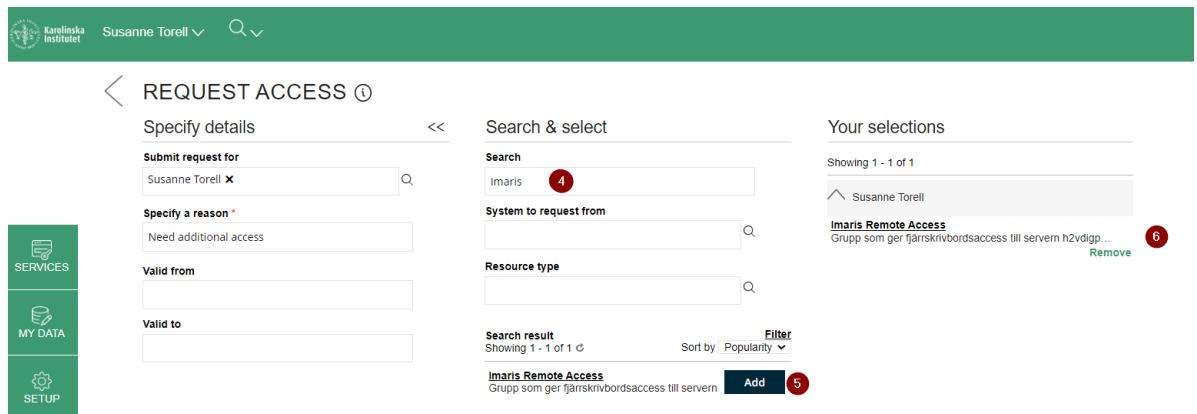 Karolinska
Institutet
Susanne Torell
REQUEST ACCESS
Specify details <<
Submit request for
Susanne Torell ×
Specify a reason *
Need additional access
Valid from
Valid to
Search & select
Search
Imaris 4
System to request from
Resource type
Search result Filter
Showing 1 - 1 of 1 Sort by Popularity
Imaris Remote Access
Grupp som ger fjärrskrivbordsaccess till servern
Add 5
Your selections
Showing 1 - 1 of 1
Susanne Torell
Imaris Remote Access
Grupp som ger fjärrskrivbordsaccess till servern h2vdigp...
6
Remove
SERVICES
MY DATA
SETUP